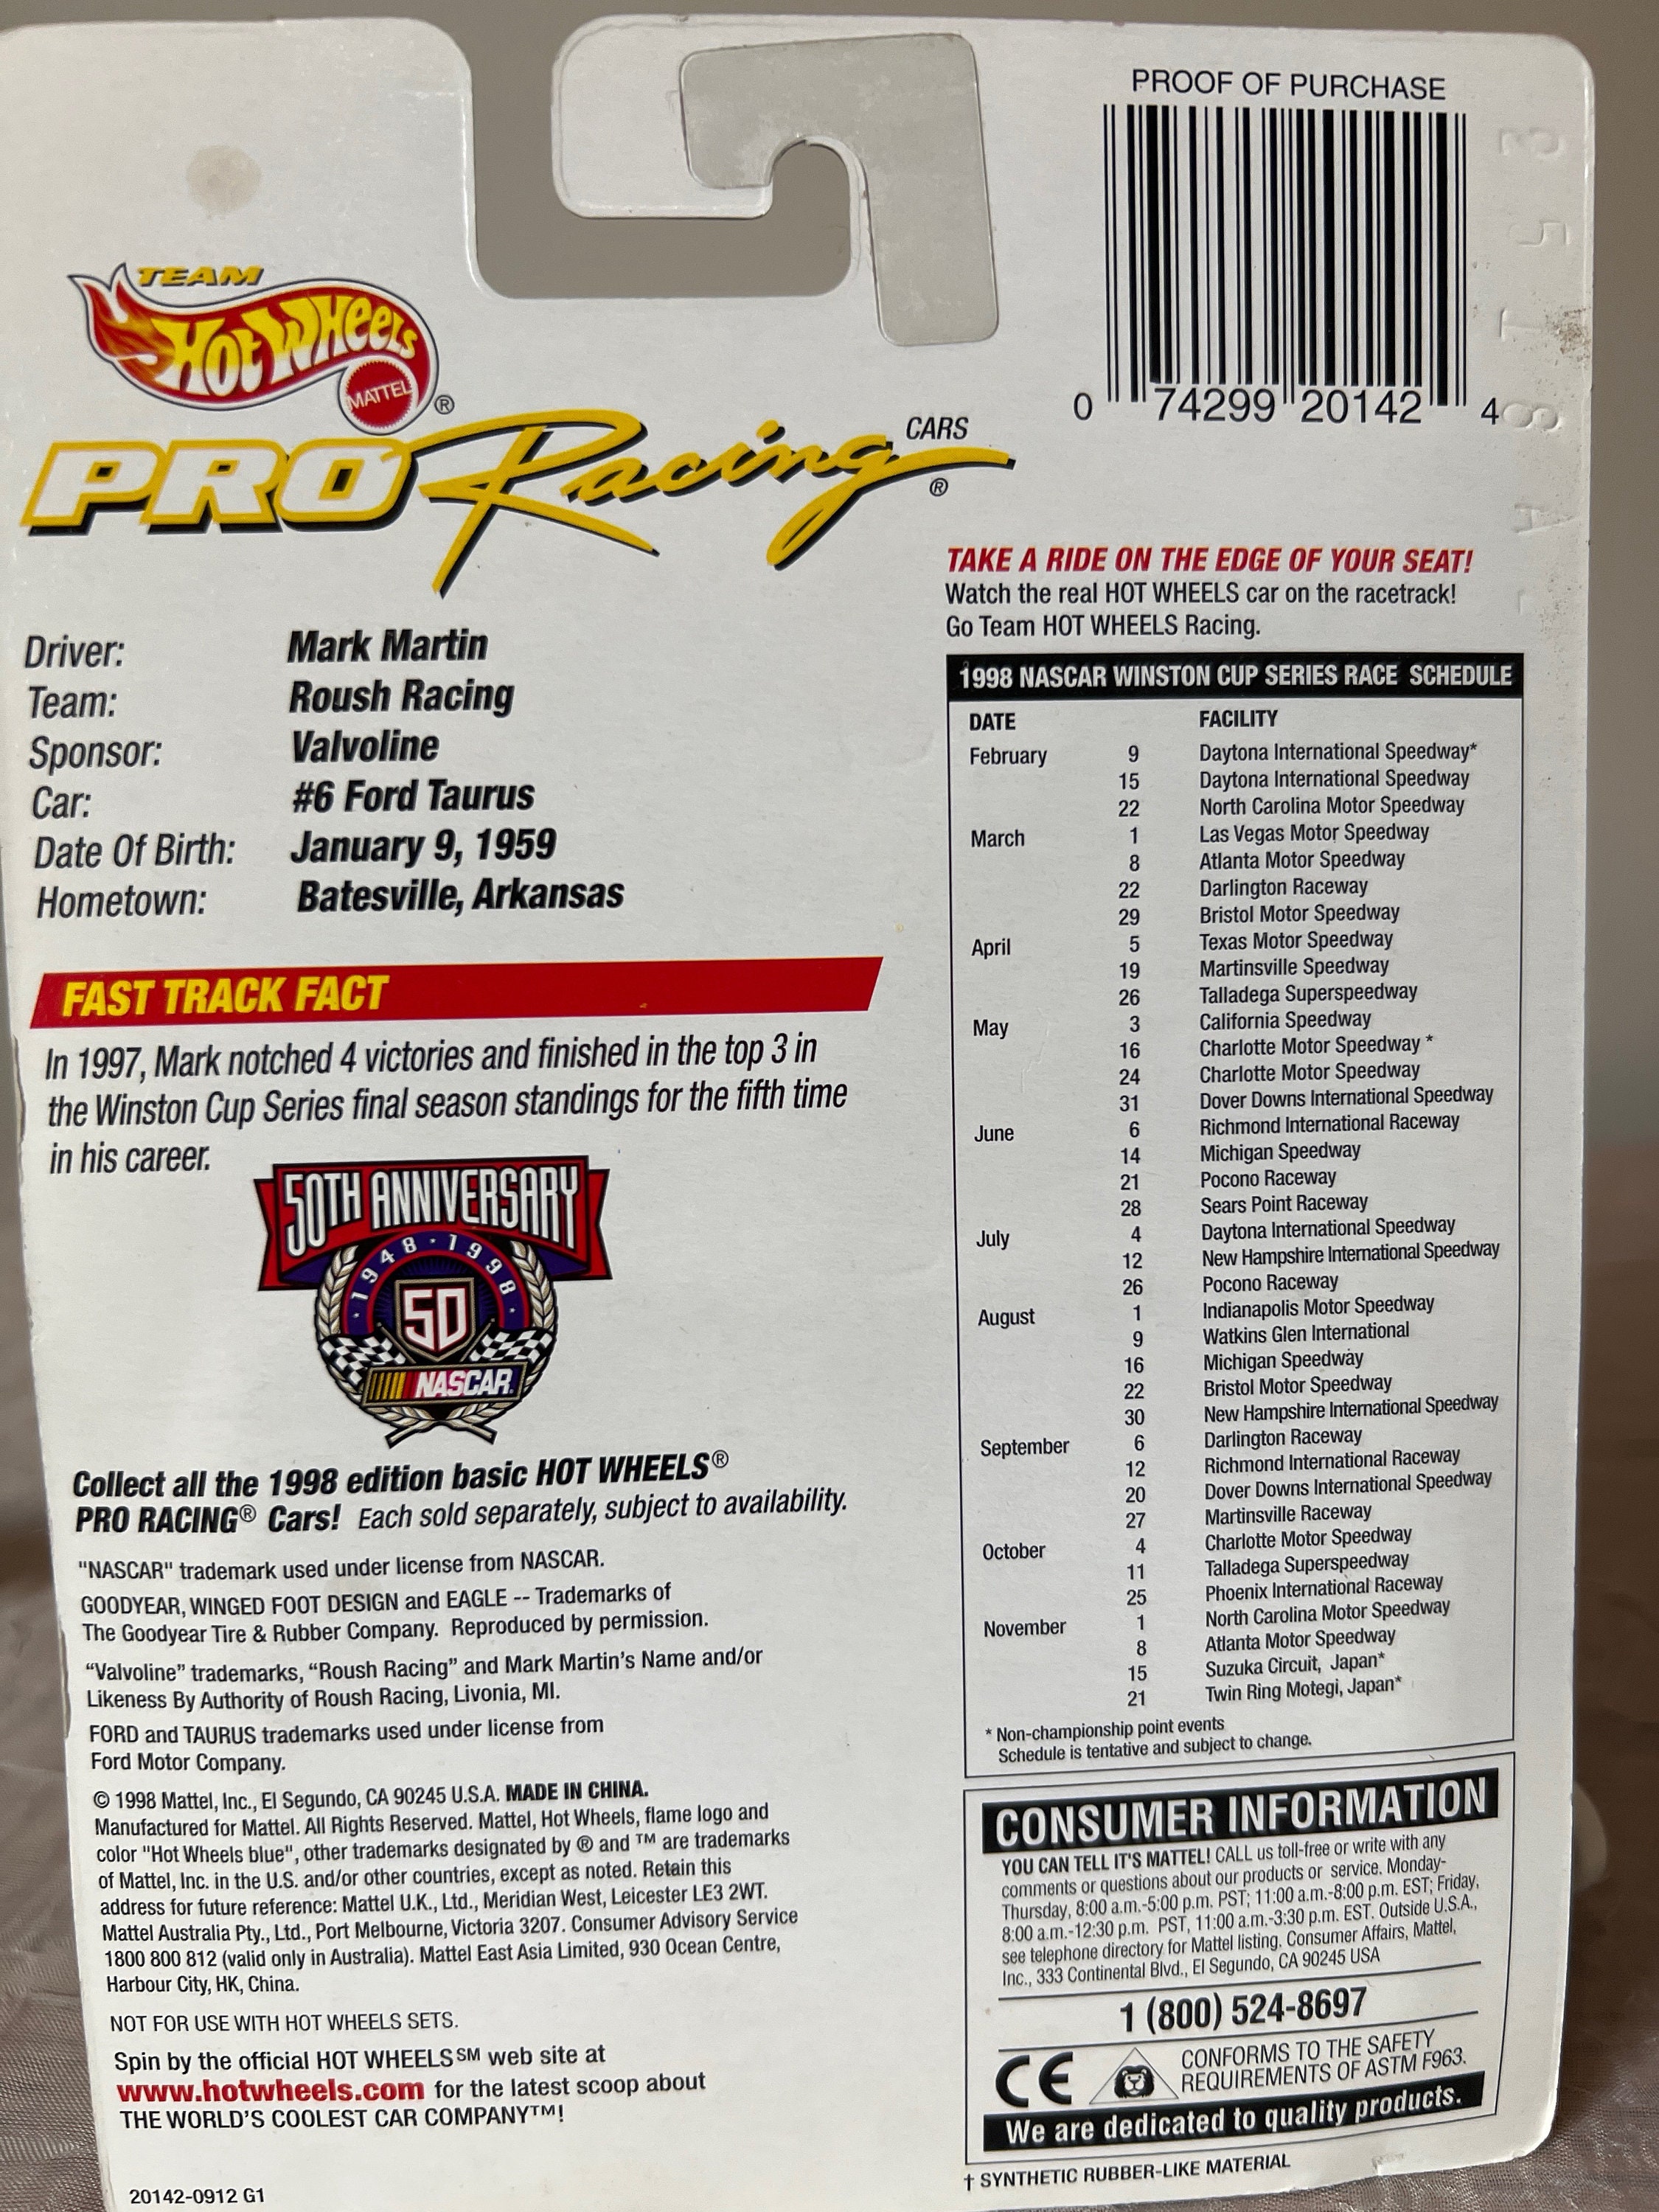 PROOF OF PURCHASE
0 74299 20142 4
TEAM
HOT WHEELS
MATTEL
®
PRO Racing CARS
®
Driver: Mark Martin
Team: Roush Racing
Sponsor: Valvoline
Car: #6 Ford Taurus
Date Of Birth: January 9, 1959
Hometown: Batesville, Arkansas
FAST TRACK FACT
In 1997, Mark notched 4 victories and finished in the top 3 in
the Winston Cup Series final season standings for the fifth time
in his career.
50TH ANNIVERSARY
· 1948 · 1998 ·
50
NASCAR
Collect all the 1998 edition basic HOT WHEELS®
PRO RACING® Cars! Each sold separately, subject to availability.
"NASCAR" trademark used under license from NASCAR.
GOODYEAR, WINGED FOOT DESIGN and EAGLE -- Trademarks of
The Goodyear Tire & Rubber Company. Reproduced by permission.
“Valvoline” trademarks, “Roush Racing” and Mark Martin’s Name and/or
Likeness By Authority of Roush Racing, Livonia, MI.
FORD and TAURUS trademarks used under license from
Ford Motor Company.
© 1998 Mattel, Inc., El Segundo, CA 90245 U.S.A. MADE IN CHINA.
Manufactured for Mattel. All Rights Reserved. Mattel, Hot Wheels, flame logo and
color "Hot Wheels blue", other trademarks designated by ® and ™ are trademarks
of Mattel, Inc. in the U.S. and/or other countries, except as noted. Retain this
address for future reference: Mattel U.K., Ltd., Meridian West, Leicester LE3 2WT.
Mattel Australia Pty., Ltd., Port Melbourne, Victoria 3207. Consumer Advisory Service
1800 800 812 (valid only in Australia). Mattel East Asia Limited, 930 Ocean Centre,
Harbour City, HK, China.
NOT FOR USE WITH HOT WHEELS SETS.
Spin by the official HOT WHEELS℠ web site at
www.hotwheels.com for the latest scoop about
THE WORLD'S COOLEST CAR COMPANY™!
20142-0912 G1
TAKE A RIDE ON THE EDGE OF YOUR SEAT!
Watch the real HOT WHEELS car on the racetrack!
Go Team HOT WHEELS Racing.
1998 NASCAR WINSTON CUP SERIES RACE SCHEDULE
DATE FACILITY
February 9 Daytona International Speedway*
15 Daytona International Speedway
22 North Carolina Motor Speedway
March 1 Las Vegas Motor Speedway
8 Atlanta Motor Speedway
22 Darlington Raceway
29 Bristol Motor Speedway
April 5 Texas Motor Speedway
19 Martinsville Speedway
26 Talladega Superspeedway
May 3 California Speedway
16 Charlotte Motor Speedway *
24 Charlotte Motor Speedway
31 Dover Downs International Speedway
June 6 Richmond International Raceway
14 Michigan Speedway
21 Pocono Raceway
28 Sears Point Raceway
July 4 Daytona International Speedway
12 New Hampshire International Speedway
26 Pocono Raceway
August 1 Indianapolis Motor Speedway
9 Watkins Glen International
16 Michigan Speedway
22 Bristol Motor Speedway
30 New Hampshire International Speedway
September 6 Darlington Raceway
12 Richmond International Raceway
20 Dover Downs International Speedway
27 Martinsville Raceway
October 4 Charlotte Motor Speedway
11 Talladega Superspeedway
25 Phoenix International Raceway
November 1 North Carolina Motor Speedway
8 Atlanta Motor Speedway
15 Suzuka Circuit, Japan*
21 Twin Ring Motegi, Japan*
* Non-championship point events
Schedule is tentative and subject to change.
CONSUMER INFORMATION
YOU CAN TELL IT'S MATTEL! CALL us toll-free or write with any
comments or questions about our products or service. Monday-
Thursday, 8:00 a.m.-5:00 p.m. PST; 11:00 a.m.-8:00 p.m. EST; Friday,
8:00 a.m.-12:30 p.m. PST, 11:00 a.m.-3:30 p.m. EST. Outside U.S.A.,
see telephone directory for Mattel listing. Consumer Affairs, Mattel,
Inc., 333 Continental Blvd., El Segundo, CA 90245 USA
1 (800) 524-8697
CE
CONFORMS TO THE SAFETY
REQUIREMENTS OF ASTM F963.
We are dedicated to quality products.
† SYNTHETIC RUBBER-LIKE MATERIAL